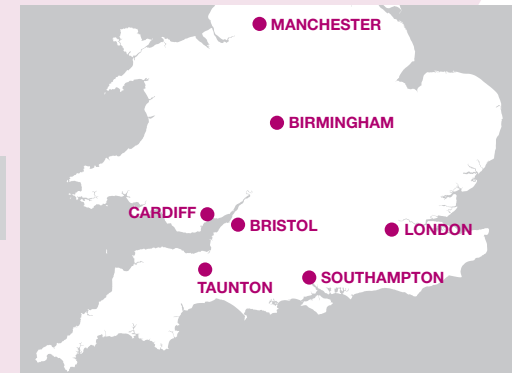 MANCHESTER
BIRMINGHAM
CARDIFF
BRISTOL
LONDON
TAUNTON
SOUTHAMPTON